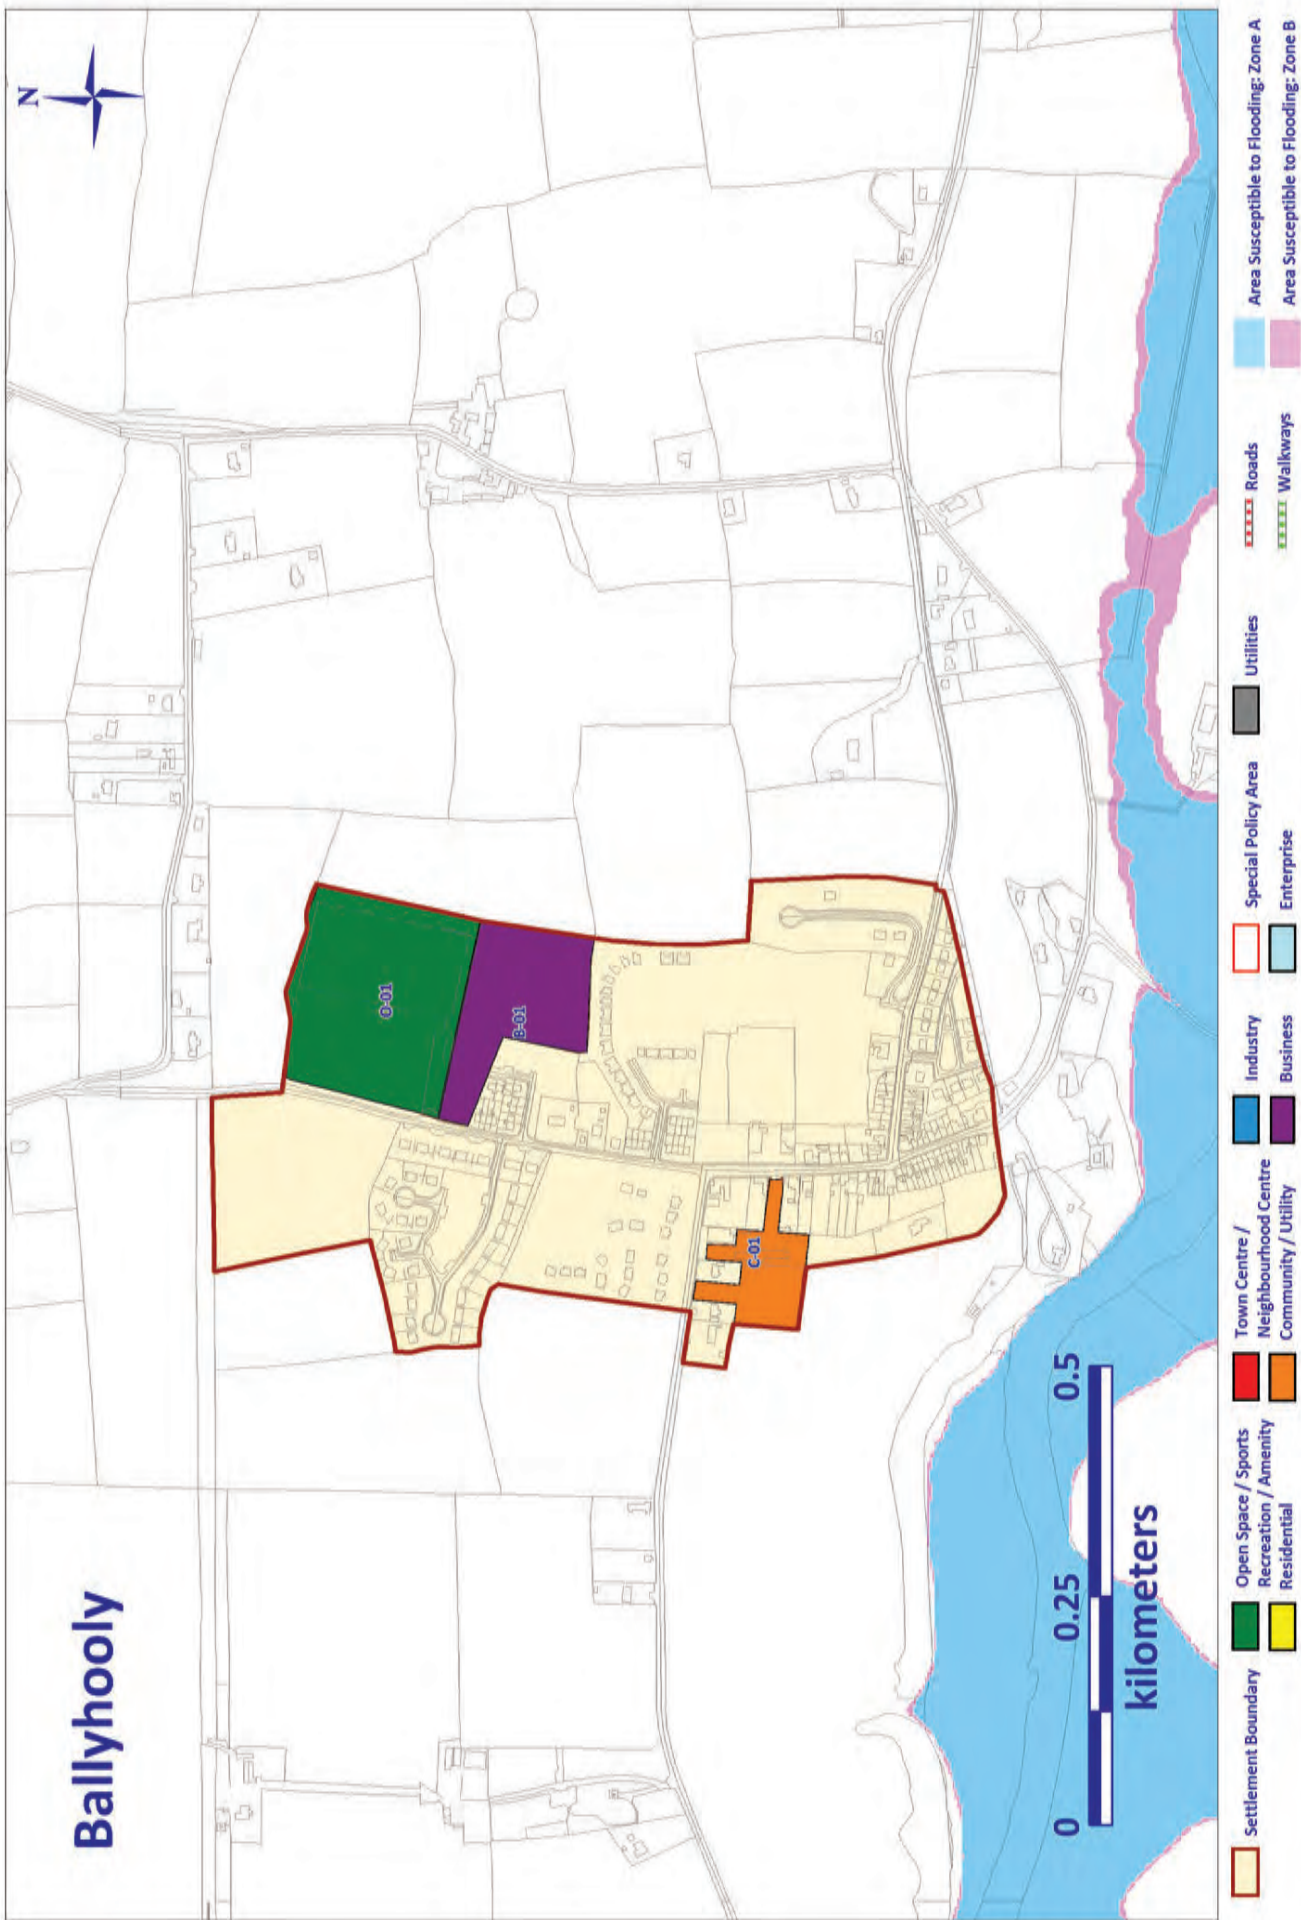 Ballyhooly
N
O-01
B-01
C-01
0 0.25 0.5
kilometers
Settlement Boundary
Open Space / Sports
Recreation / Amenity
Residential
Town Centre /
Neighbourhood Centre
Community / Utility
Industry
Business
Special Policy Area
Enterprise
Utilities
Roads
Walkways
Area Susceptible to Flooding: Zone A
Area Susceptible to Flooding: Zone B